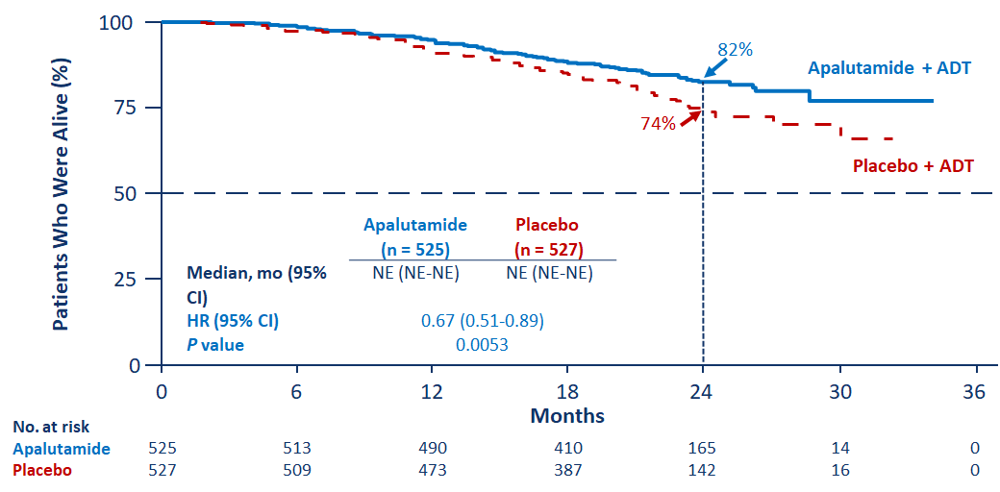 Patients Who Were Alive (%)
100
75
50
25
0
82%
74%
Apalutamide + ADT
Placebo + ADT
Apalutamide Placebo
(n = 525) (n = 527)
Median, mo (95% NE (NE-NE) NE (NE-NE)
CI)
HR (95% CI) 0.67 (0.51-0.89)
P value 0.0053
0 6 12 18 24 30 36
Months
No. at risk
Apalutamide 525 513 490 410 165 14 0
Placebo 527 509 473 387 142 16 0